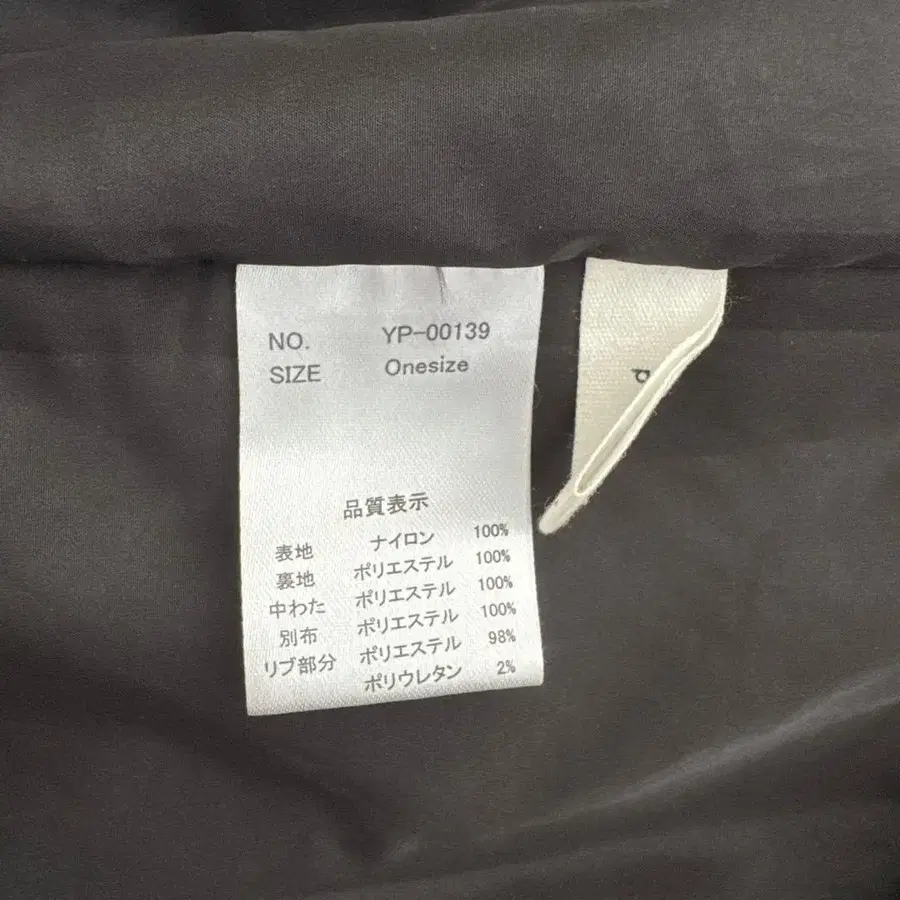 NO. YP-00139
SIZE Onesize
品質表示
表地 ナイロン 100%
裏地 ポリエステル 100%
中わた ポリエステル 100%
別布 ポリエステル 100%
リブ部分 ポリエステル 98%
ポリウレタン 2%